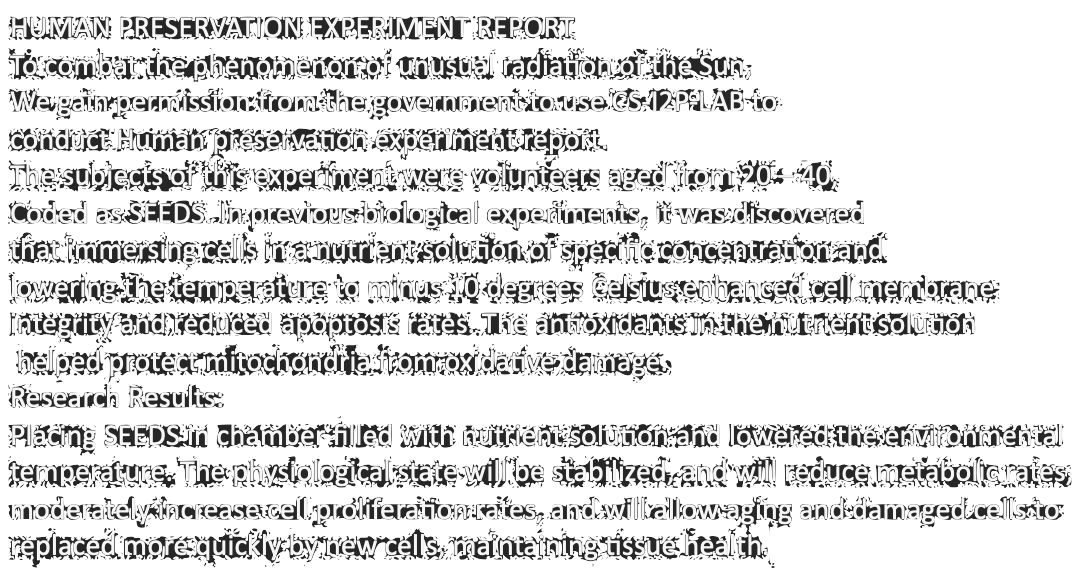 HUMAN PRESERVATION EXPERIMENT REPORT
To combat the phenomenon of unusual radiation of the Sun,
We gain permission from the government to use CS-12P-LAB to
conduct Human preservation experiment report.
The subjects of this experiment were volunteers aged from 20 - 40,
Coded as SEEDS. In previous biological experiments, it was discovered
that immersing cells in a nutrient solution of specific concentration and
lowering the temperature to minus 10 degrees Celsius enhanced cell membrane
integrity and reduced apoptosis rates. The antioxidants in the nutrient solution
helped protect mitochondria from oxidative damage.
Research Results:
Placing SEEDS in chamber filled with nutrient solution and lowered the environmental
temperature. The physiological state will be stabilized, and will reduce metabolic rates,
moderately increase cell proliferation rates, and will allow aging and damaged cells to
replaced more quickly by new cells, maintaining tissue health.